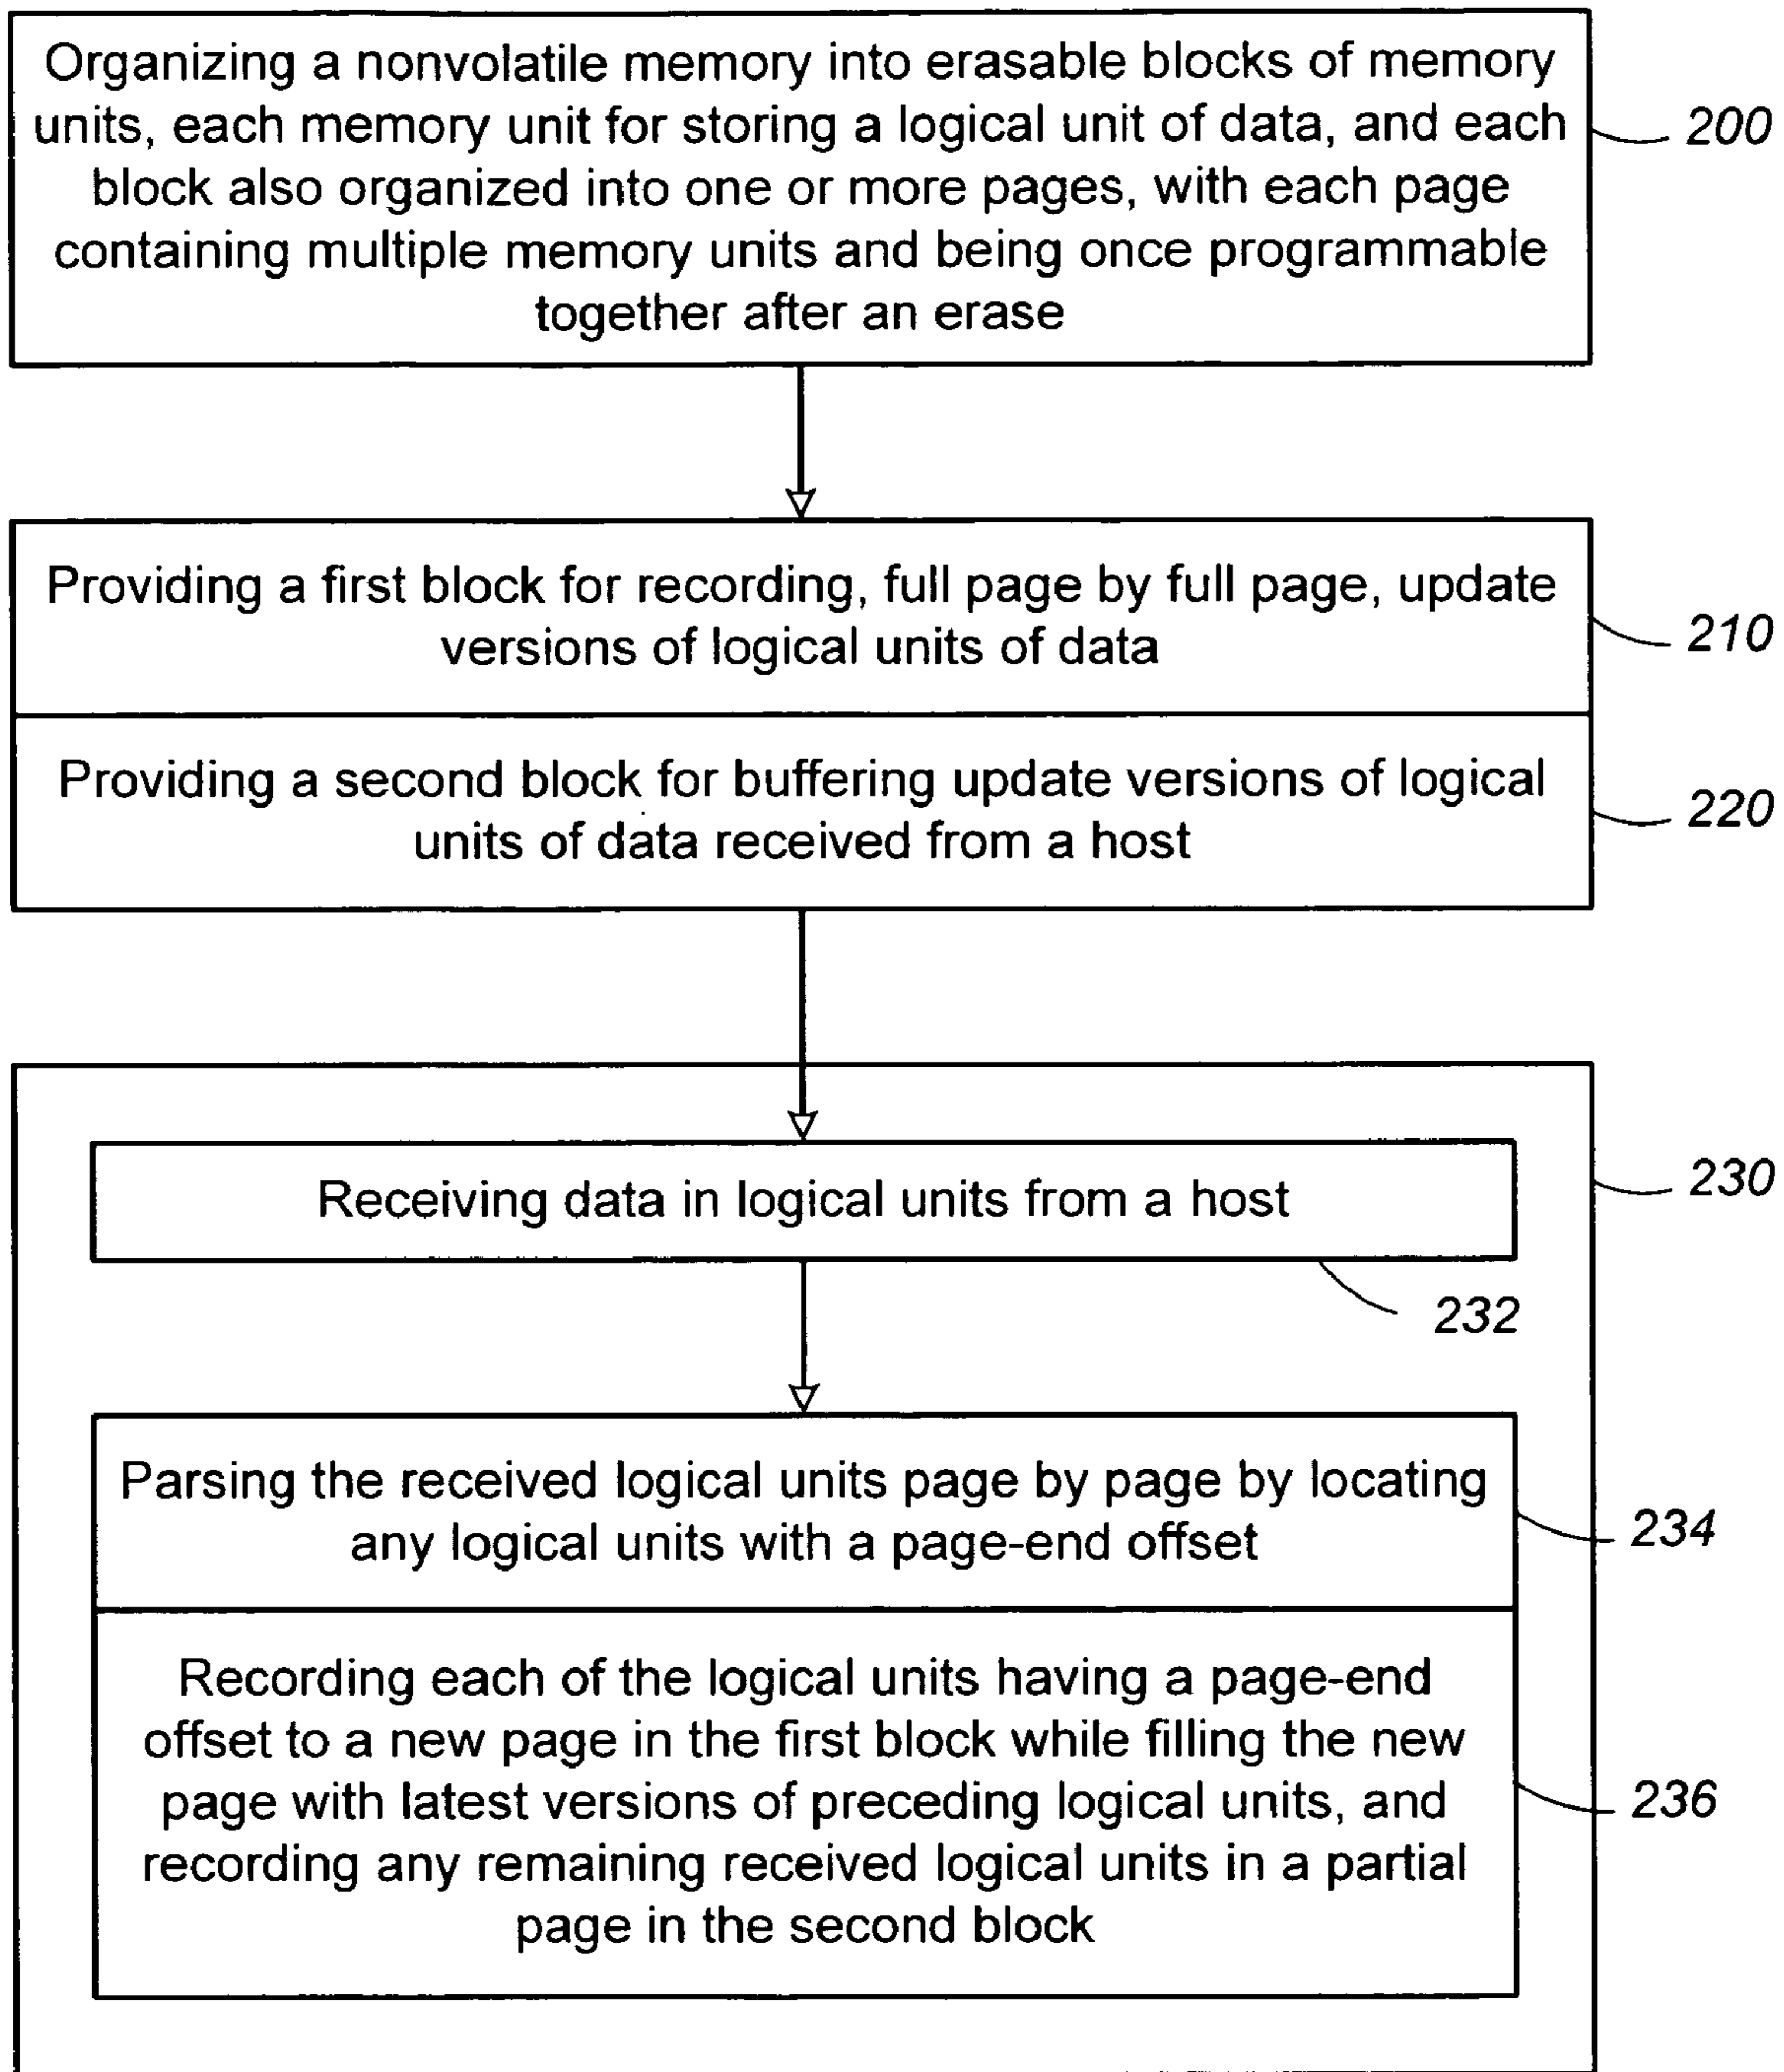 Organizing a nonvolatile memory into erasable blocks of memory
units, each memory unit for storing a logical unit of data, and each
block also organized into one or more pages, with each page
containing multiple memory units and being once programmable
together after an erase
200
Providing a first block for recording, full page by full page, update
versions of logical units of data
210
Providing a second block for buffering update versions of logical
units of data received from a host
220
230
Receiving data in logical units from a host
232
Parsing the received logical units page by page by locating
any logical units with a page-end offset
234
Recording each of the logical units having a page-end
offset to a new page in the first block while filling the new
page with latest versions of preceding logical units, and
recording any remaining received logical units in a partial
page in the second block
236